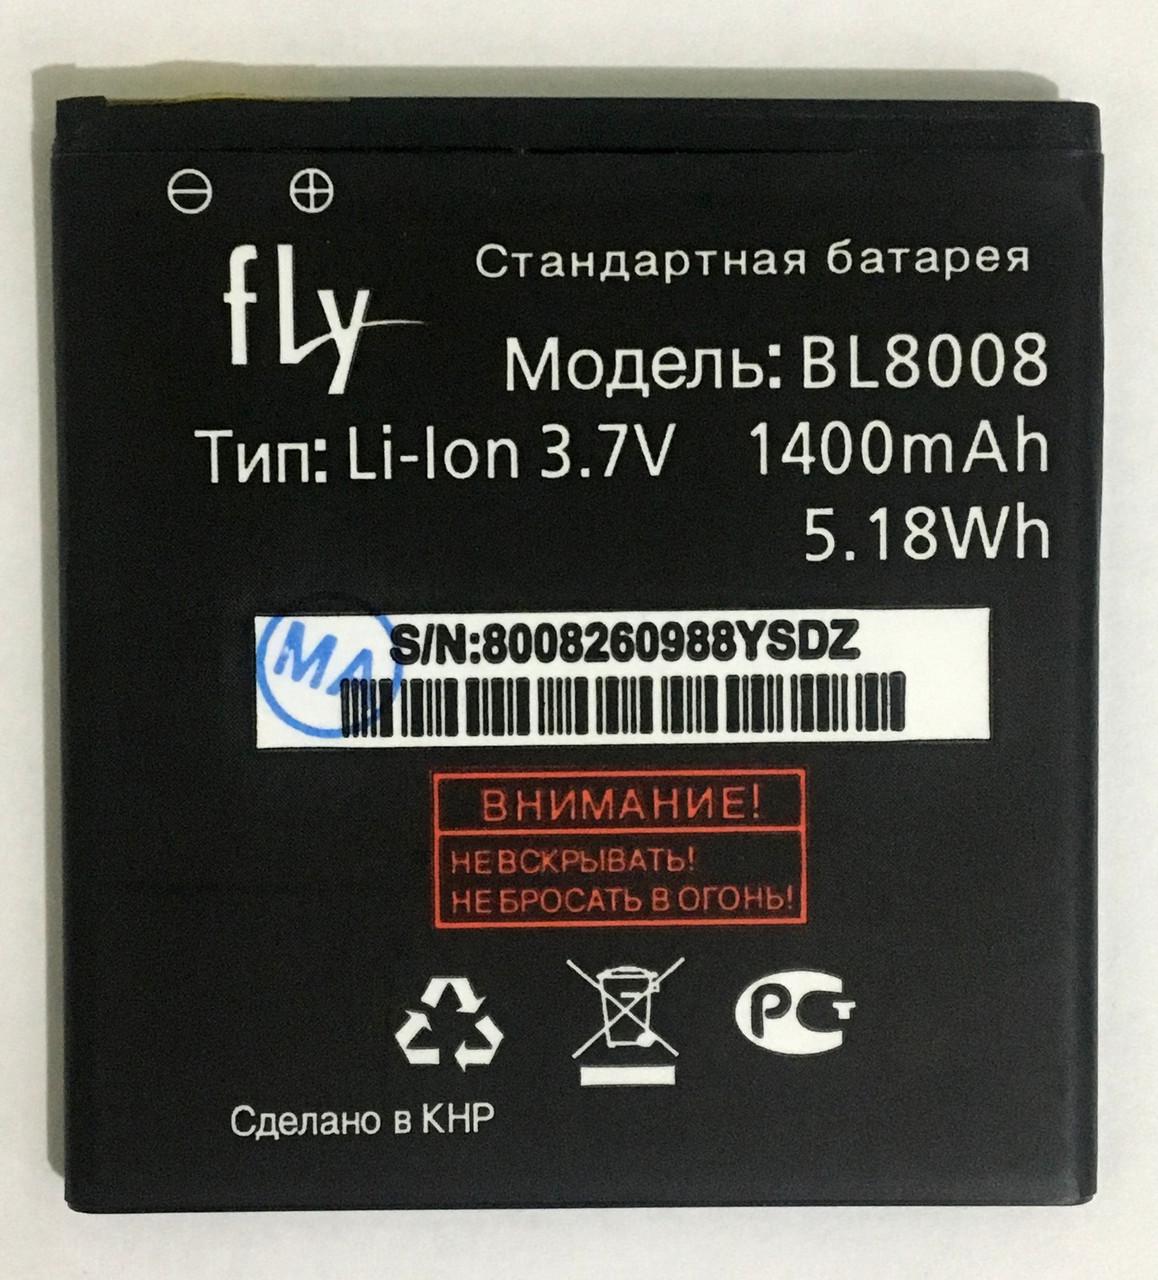 fly
Стандартная батарея
Модель: BL8008
Тип: Li-Ion 3.7V 1400mAh
5.18Wh
MA
S/N:8008260988YSDZ
ВНИМАНИЕ!
НЕ ВСКРЫВАТЬ!
НЕ БРОСАТЬ В ОГОНЬ!
РСТ
Сделано в КНР